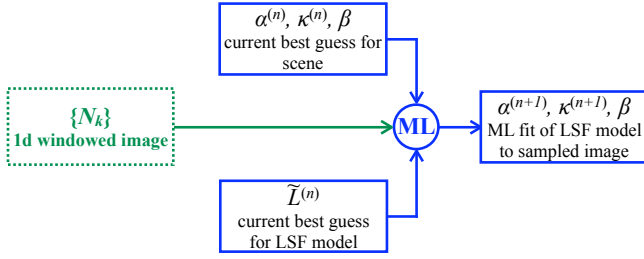 α⁽ⁿ⁾, κ⁽ⁿ⁾, β
current best guess for
scene
{Nₖ}
1d windowed image
ML
α⁽ⁿ⁺¹⁾, κ⁽ⁿ⁺¹⁾, β
ML fit of LSF model
to sampled image
L̃⁽ⁿ⁾
current best guess
for LSF model